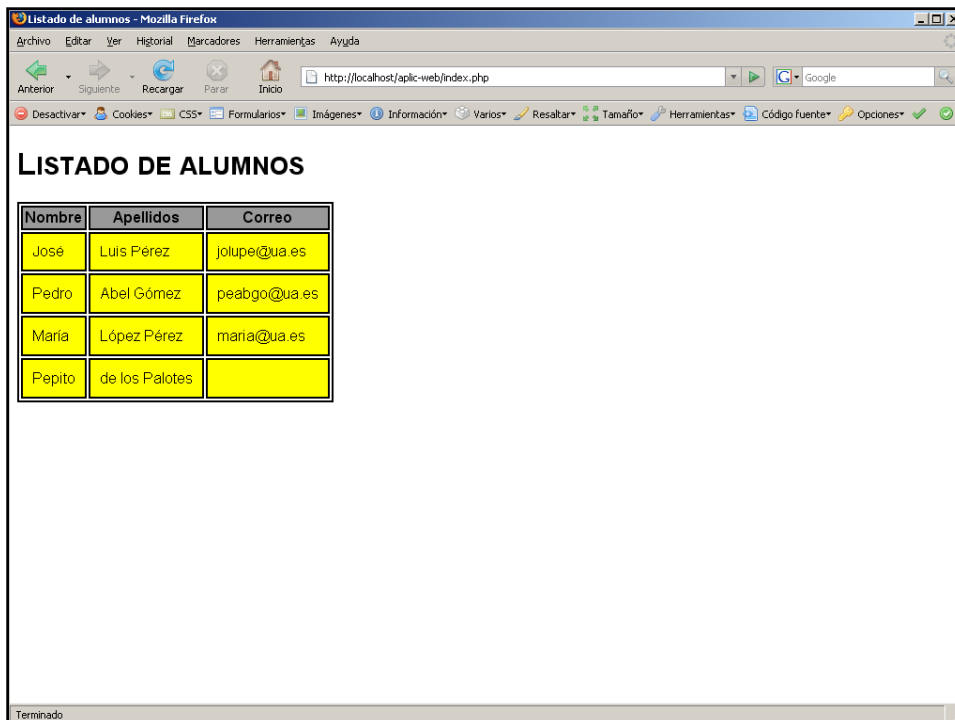 Listado de alumnos - Mozilla Firefox
Archivo Editar Ver Historial Marcadores Herramientas Ayuda
Anterior Siguiente Recargar Parar Inicio http://localhost/aplic-web/index.php G Google
Desactivar Cookies CSS Formularios Imágenes Información Varios Resaltar Tamaño Herramientas Código fuente Opciones
LISTADO DE ALUMNOS
Nombre Apellidos Correo
José Luis Pérez jolupe@ua.es
Pedro Abel Gómez peabgo@ua.es
María López Pérez maria@ua.es
Pepito de los Palotes
Terminado